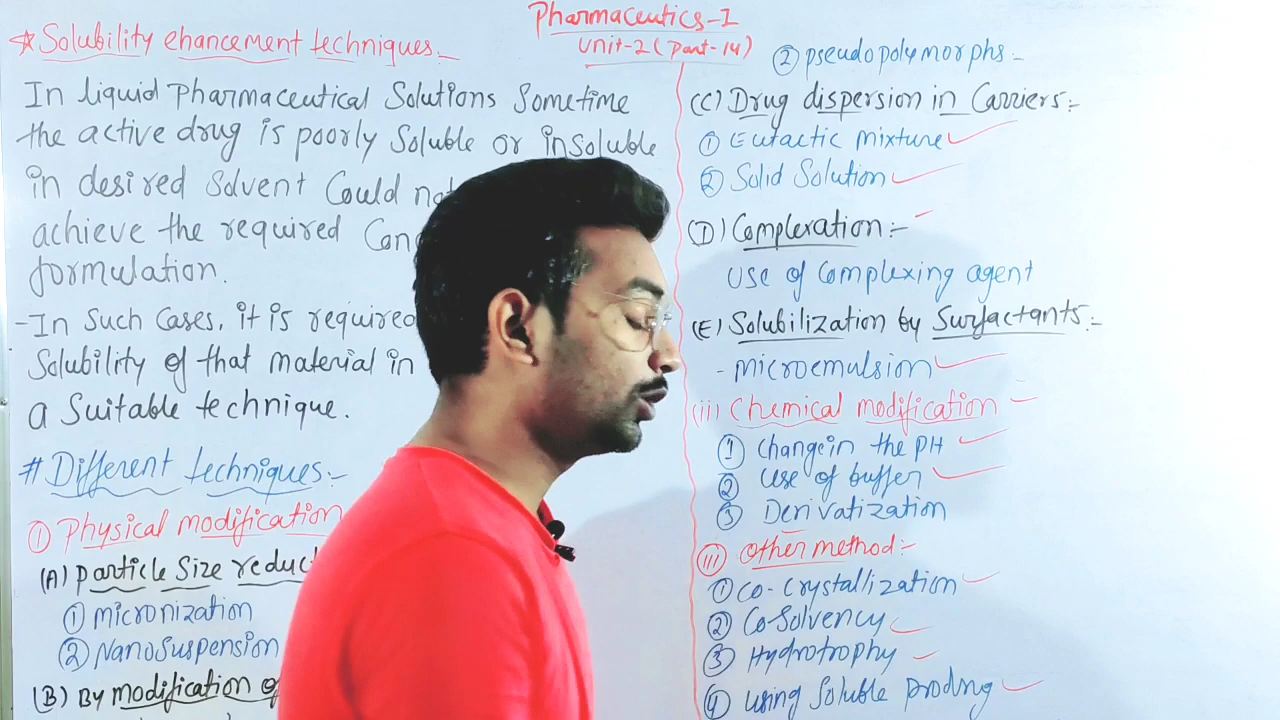 Pharmaceutics-I
Unit-2 (Part-14)
☆ Solubility ehancement techniques:-
In liquid Pharmaceutical Solutions Sometime
the active drug is poorly Soluble or insoluble
in desired Solvent Could not
achieve the required
formulation.
- In Such Cases, it is required
Solubility of that material in
a Suitable technique.
# Different techniques:-
① Physical modification
(A) Particle Size
① Micronization
② Nanosuspension
(B) By modification of
② pseudopolymorphs -
(C) Drug dispersion in Carriers:-
① Eutactic Mixture
② Solid Solution
(D) Complexation:-
Use of Complexing agent
(E) Solubilization by Surfactants:-
- Microemulsion
(ii) Chemical modification
① Change in the PH
② Use of buffer
③ Derivatization
(iii) Other method:-
① Co-Crystallization
② Co-Solvency
③ Hydrotrophy
④ Using Soluble Prodrug